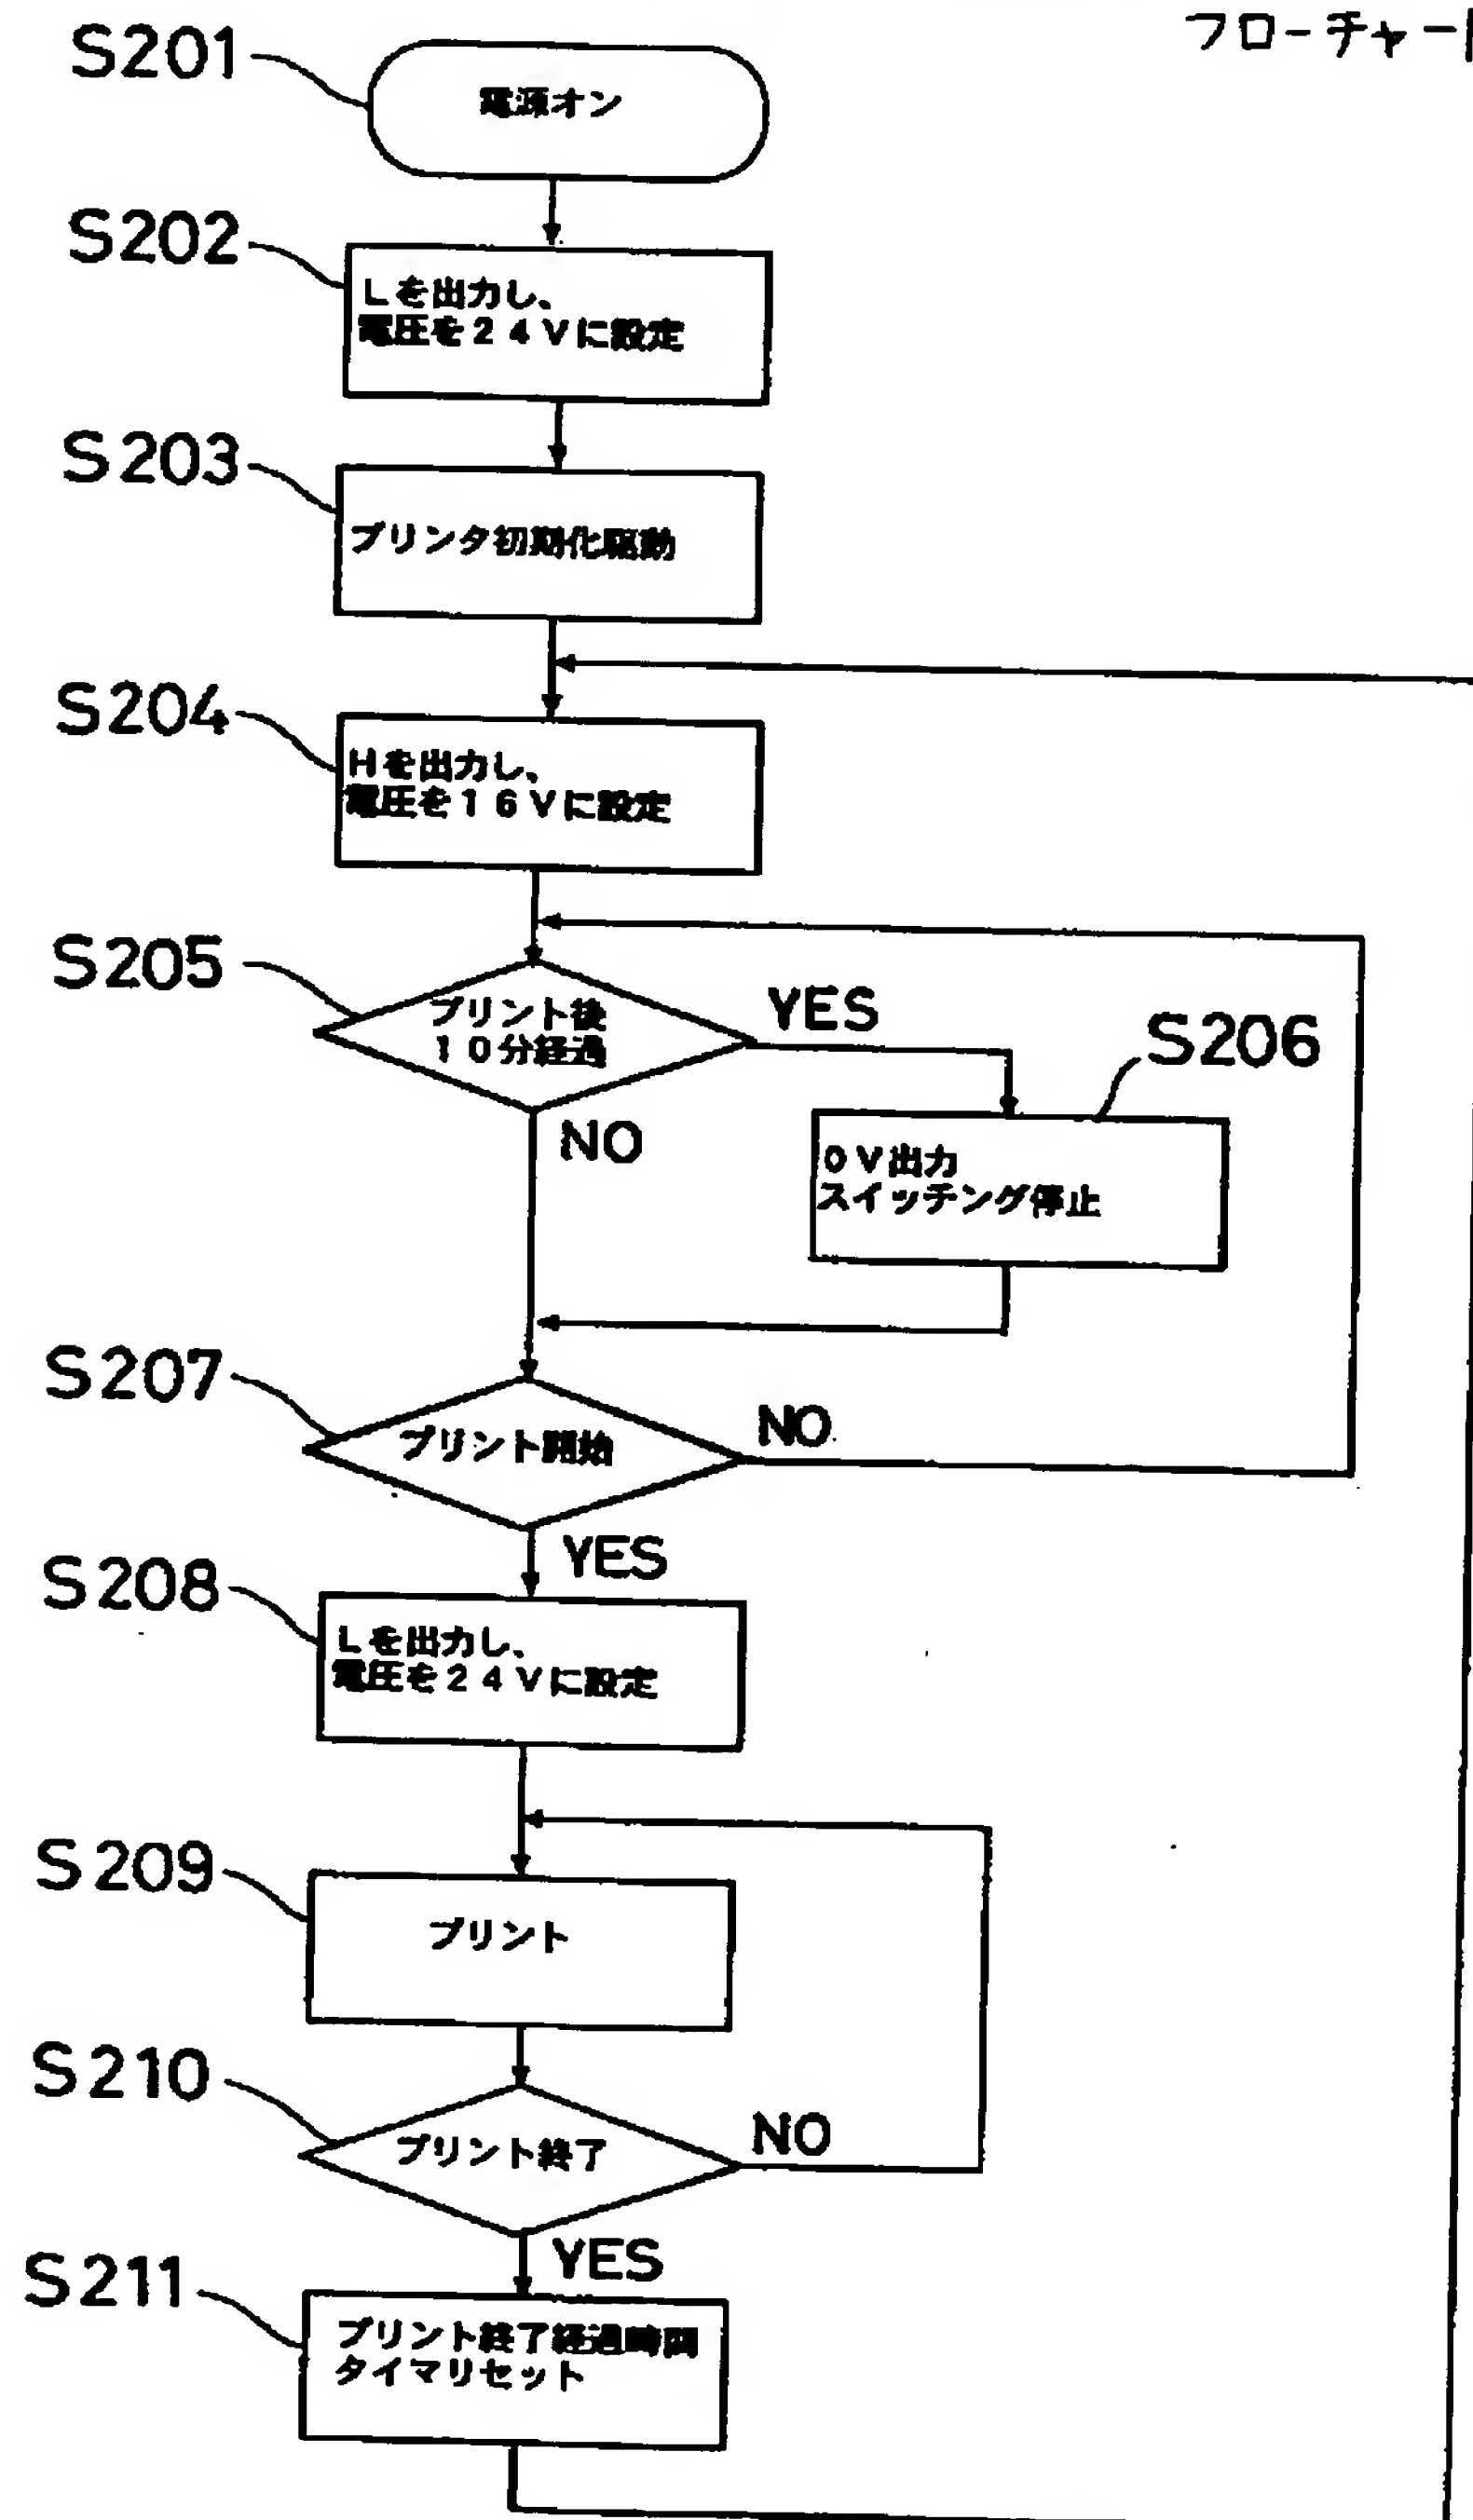 フローチャート
S201
電源オン
S202
Lを出力し、
電圧を24Vに設定
S203
プリンタ初期化駆動
S204
Hを出力し、
電圧を16Vに設定
S205
プリント後
10分経過
YES
S206
NO
0V出力
スイッチング停止
S207
プリント開始
NO
YES
S208
Lを出力し、
電圧を24Vに設定
S209
プリント
S210
プリント終了
NO
YES
S211
プリント終了経過時間
タイマリセット